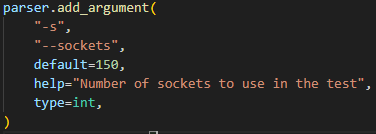 parser.add_argument(
    "-s",
    "--sockets",
    default=150,
    help="Number of sockets to use in the test",
    type=int,
)